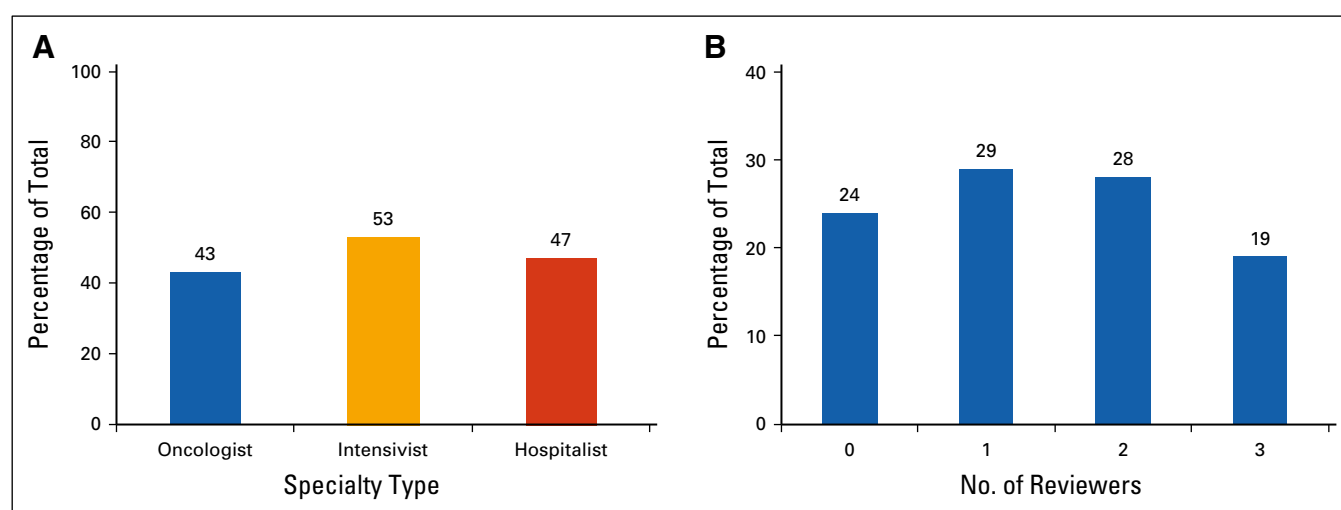 A
Percentage of Total
100
80
60
40
20
0
43
53
47
Oncologist Intensivist Hospitalist
Specialty Type
B
Percentage of Total
40
30
20
10
0
24
29
28
19
0 1 2 3
No. of Reviewers